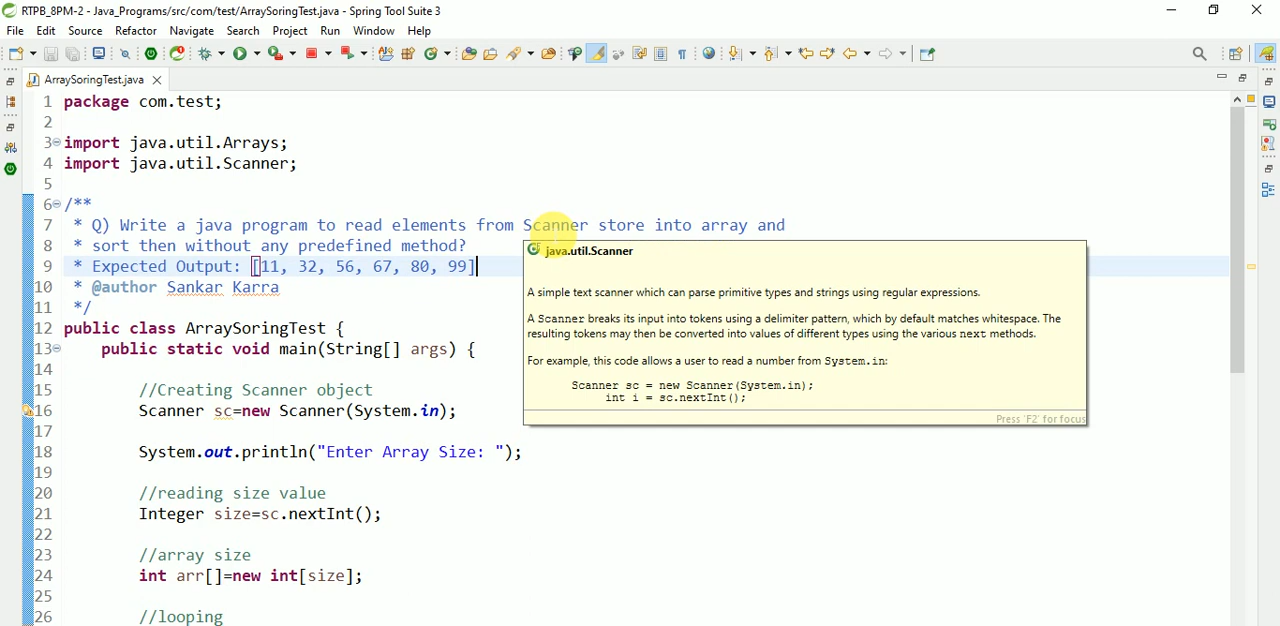 RTPB_8PM-2 - Java_Programs/src/com/test/ArraySoringTest.java - Spring Tool Suite 3
File Edit Source Refactor Navigate Search Project Run Window Help
ArraySoringTest.java
1 package com.test;
2
3 import java.util.Arrays;
4 import java.util.Scanner;
5
6 /**
7 * Q) Write a java program to read elements from Scanner store into array and
8 * sort then without any predefined method?
9 * Expected Output: [11, 32, 56, 67, 80, 99]
10 * @author Sankar Karra
11 */
12 public class ArraySoringTest {
13 public static void main(String[] args) {
14
15 //Creating Scanner object
16 Scanner sc=new Scanner(System.in);
17
18 System.out.println("Enter Array Size: ");
19
20 //reading size value
21 Integer size=sc.nextInt();
22
23 //array size
24 int arr[]=new int[size];
25
26 //looping
java.util.Scanner
A simple text scanner which can parse primitive types and strings using regular expressions.
A Scanner breaks its input into tokens using a delimiter pattern, which by default matches whitespace. The
resulting tokens may then be converted into values of different types using the various next methods.
For example, this code allows a user to read a number from System.in:
Scanner sc = new Scanner(System.in);
int i = sc.nextInt();
Press 'F2' for focus